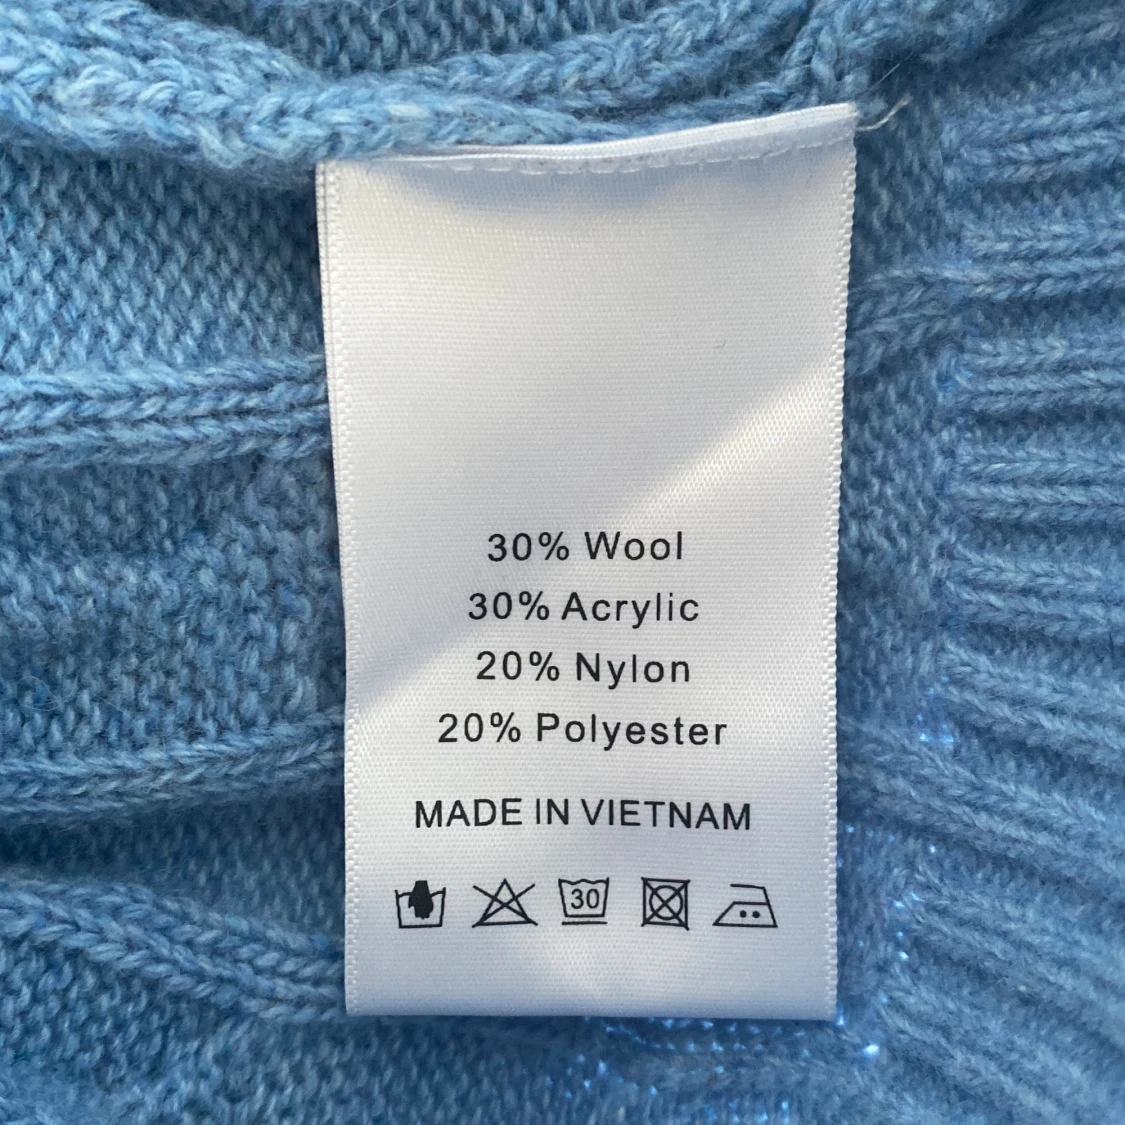 30% Wool
30% Acrylic
20% Nylon
20% Polyester
MADE IN VIETNAM
30